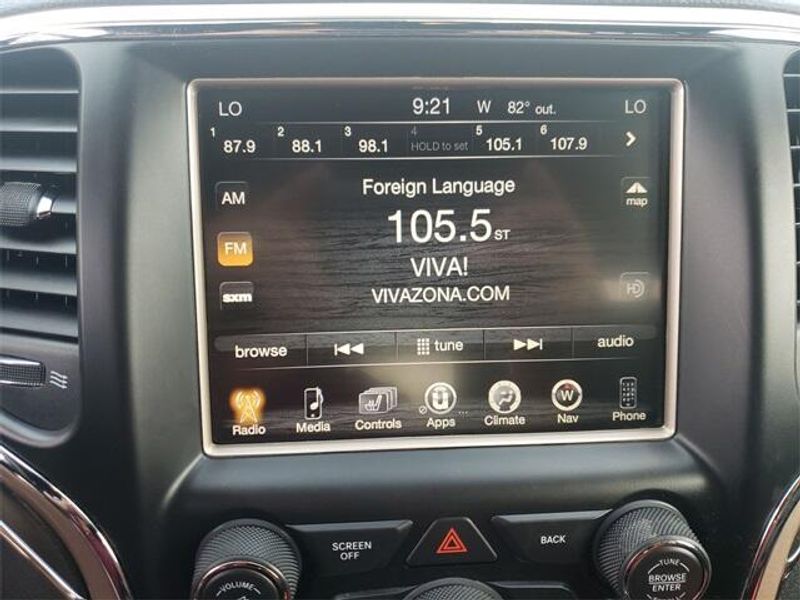 LO 9:21 W 82° out. LO
1 87.9 2 88.1 3 98.1 4 HOLD to set 5 105.1 6 107.9
AM
Foreign Language
map
105.5 ST
FM
VIVA!
HD
sxm
VIVAZONA.COM
browse tune audio
Radio Media Controls Apps Climate W Nav Phone
SCREEN OFF
BACK
VOLUME
TUNE
BROWSE
ENTER